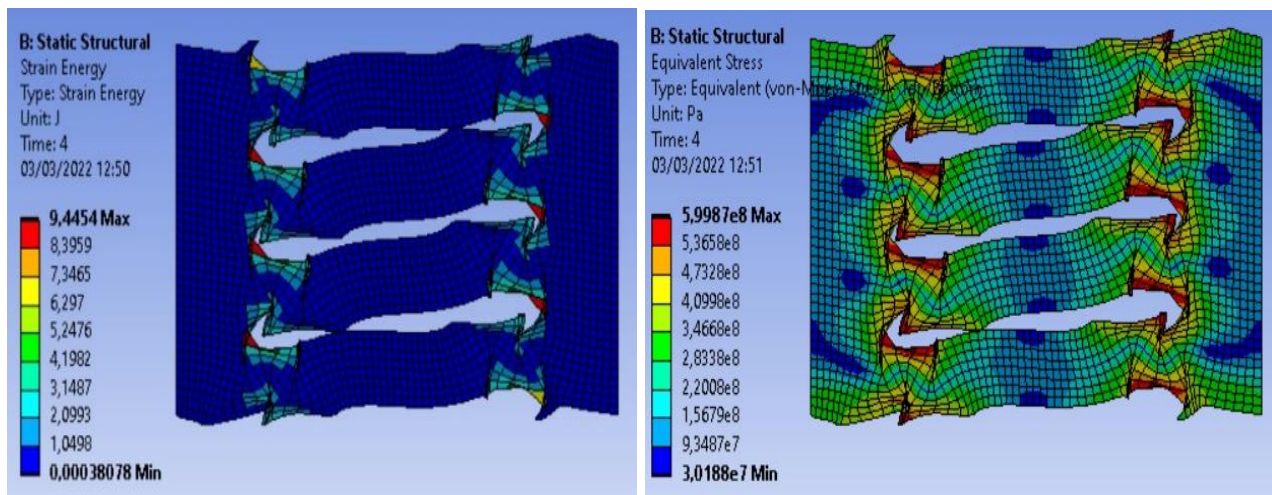 B: Static Structural
Strain Energy
Type: Strain Energy
Unit: J
Time: 4
03/03/2022 12:50
9,4454 Max
8,3959
7,3465
6,297
5,2476
4,1982
3,1487
2,0993
1,0498
0,00038078 Min
B: Static Structural
Equivalent Stress
Type: Equivalent
Unit: Pa
Time: 4
03/03/2022 12:51
5,9987e8 Max
5,3658e8
4,7328e8
4,0998e8
3,4668e8
2,8338e8
2,2008e8
1,5679e8
9,3487e7
3,0188e7 Min